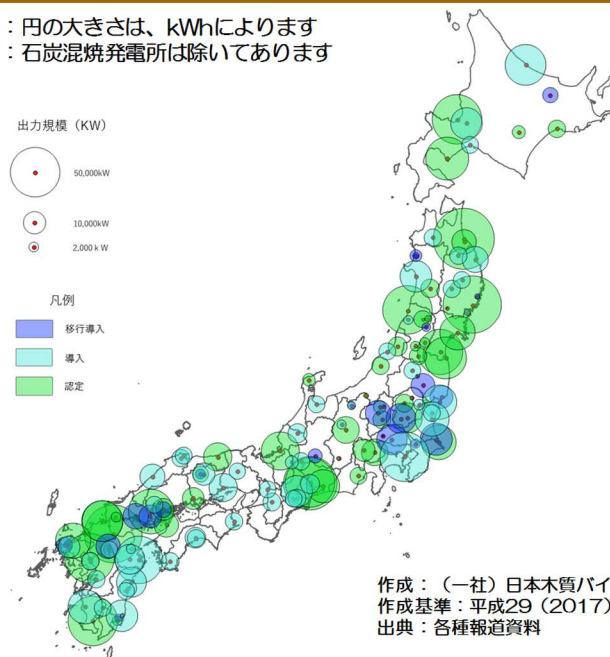 ：円の大きさは、kWhによります
：石炭混焼発電所は除いてあります
出力規模（KW）
50,000kW
10,000kW
2,000ｋW
凡例
移行導入
導入
認定
作成：（一社）日本木質バイ
作成基準：平成29（2017）
出典：各種報道資料